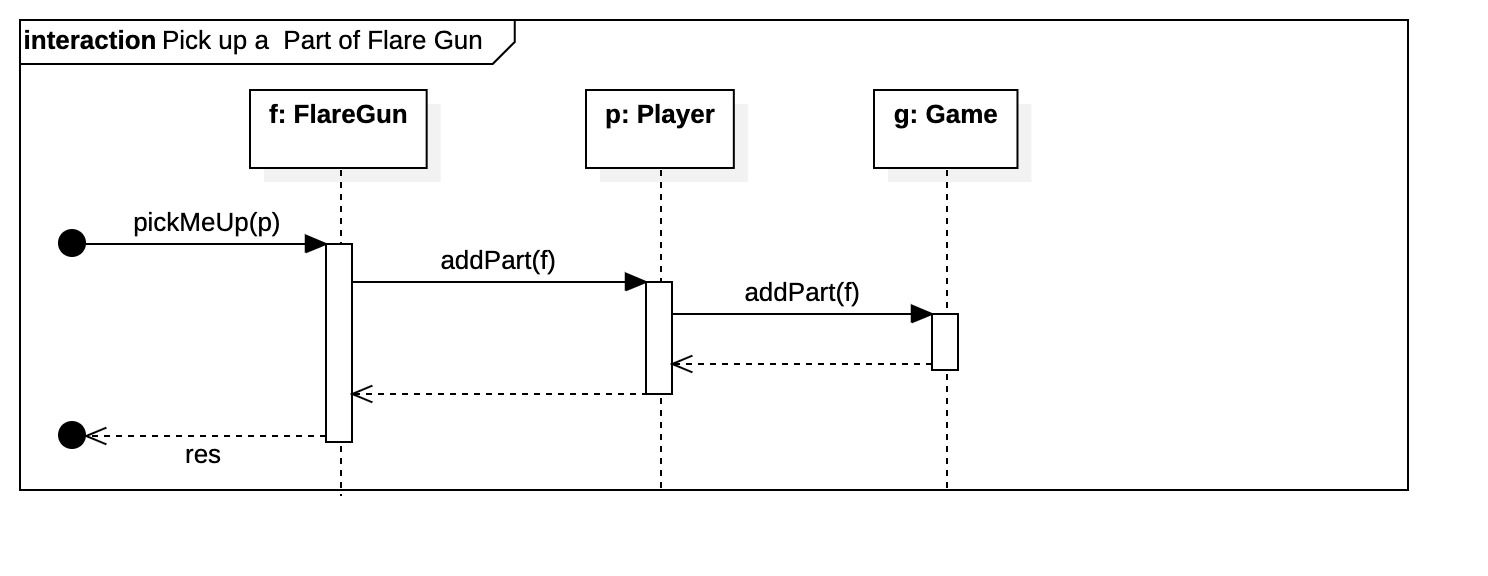 interaction Pick up a  Part of Flare Gun
f: FlareGun
p: Player
g: Game
pickMeUp(p)
addPart(f)
addPart(f)
res